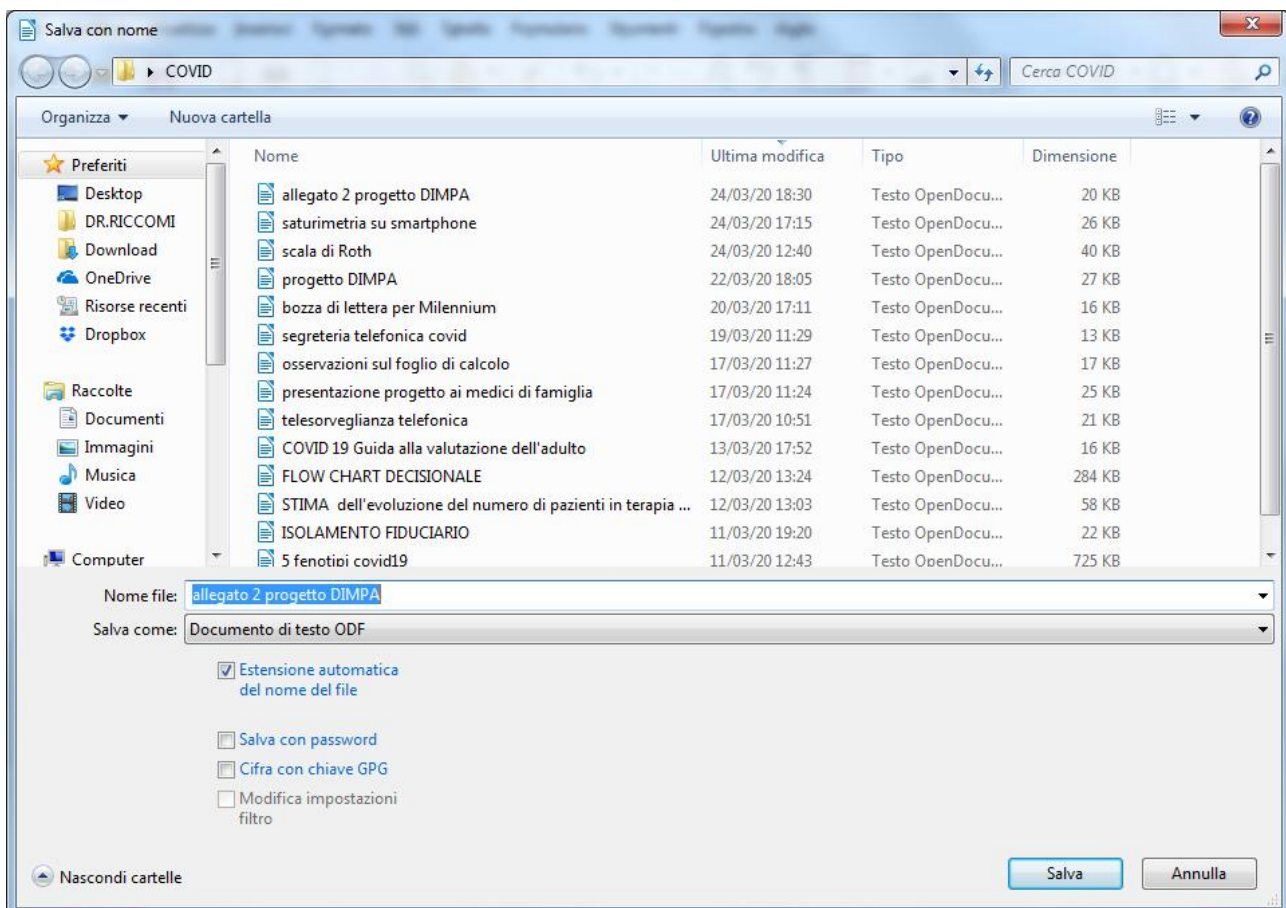 Salva con nome
COVID
Cerca COVID
Organizza
Nuova cartella
Preferiti
Desktop
DR.RICCOMI
Download
OneDrive
Risorse recenti
Dropbox
Raccolte
Documenti
Immagini
Musica
Video
Computer
Nome Ultima modifica Tipo Dimensione
allegato 2 progetto DIMPA 24/03/20 18:30 Testo OpenDocu... 20 KB
saturimetria su smartphone 24/03/20 17:15 Testo OpenDocu... 26 KB
scala di Roth 24/03/20 12:40 Testo OpenDocu... 40 KB
progetto DIMPA 22/03/20 18:05 Testo OpenDocu... 27 KB
bozza di lettera per Milennium 20/03/20 17:11 Testo OpenDocu... 16 KB
segreteria telefonica covid 19/03/20 11:29 Testo OpenDocu... 13 KB
osservazioni sul foglio di calcolo 17/03/20 11:27 Testo OpenDocu... 17 KB
presentazione progetto ai medici di famiglia 17/03/20 11:24 Testo OpenDocu... 25 KB
telesorveglianza telefonica 17/03/20 10:51 Testo OpenDocu... 21 KB
COVID 19 Guida alla valutazione dell'adulto 13/03/20 17:52 Testo OpenDocu... 16 KB
FLOW CHART DECISIONALE 12/03/20 13:24 Testo OpenDocu... 284 KB
STIMA  dell'evoluzione del numero di pazienti in terapia ... 12/03/20 13:03 Testo OpenDocu... 58 KB
ISOLAMENTO FIDUCIARIO 11/03/20 19:20 Testo OpenDocu... 22 KB
5 fenotipi covid19 11/03/20 12:43 Testo OpenDocu... 725 KB
Nome file: allegato 2 progetto DIMPA
Salva come: Documento di testo ODF
Estensione automatica
del nome del file
Salva con password
Cifra con chiave GPG
Modifica impostazioni
filtro
Nascondi cartelle
Salva
Annulla